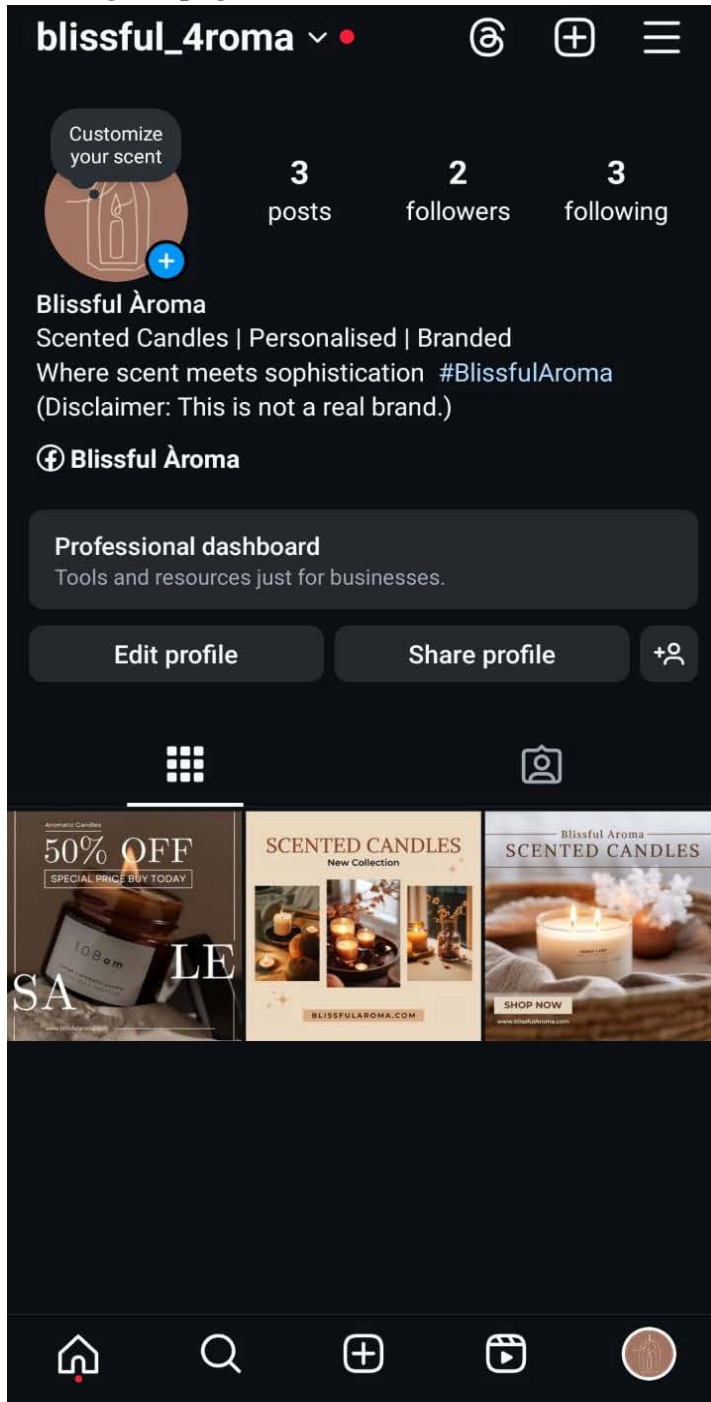 blissful_4roma
Customize
your scent
3
posts
2
followers
3
following
Blissful Àroma
Scented Candles | Personalised | Branded
Where scent meets sophistication #BlissfulAroma
(Disclaimer: This is not a real brand.)
Blissful Àroma
Professional dashboard
Tools and resources just for businesses.
Edit profile
Share profile
Aromatic Candles
50% OFF
SPECIAL PRICE BUY TODAY
108om
SA
LE
SCENTED CANDLES
New Collection
BLISSFULAROMA.COM
Blissful Aroma
SCENTED CANDLES
SHOP NOW
www.blissfulAroma.com